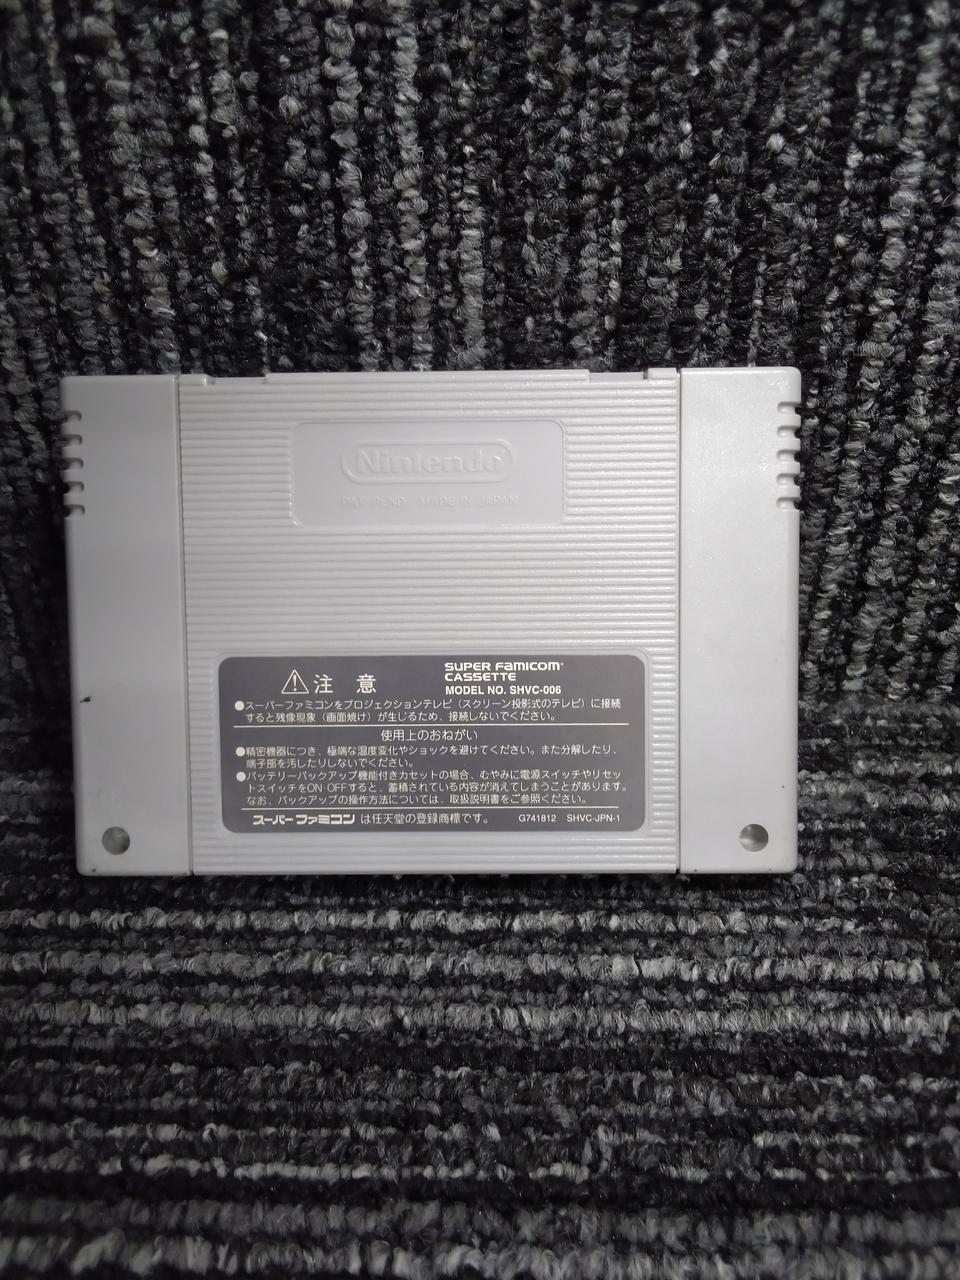 Nintendo
PAT. PEND. MADE IN JAPAN
注 意
SUPER FAMICOM
CASSETTE
MODEL NO. SHVC-006
●スーパーファミコンをプロジェクションテレビ（スクリーン投影式のテレビ）に接続
すると残像現象（画面焼け）が生じるため、接続しないでください。
使用上のおねがい
●精密機器につき、極端な温度変化やショックを避けてください。また分解したり、
端子部を汚したりしないでください。
●バッテリーバックアップ機能付きカセットの場合、むやみに電源スイッチやリセッ
トスイッチをON・OFFすると、蓄積されている内容が消えてしまうことがあります。
なお、バックアップの操作方法については、取扱説明書をご参照ください。
スーパーファミコン は任天堂の登録商標です。 G741812 SHVC-JPN-1